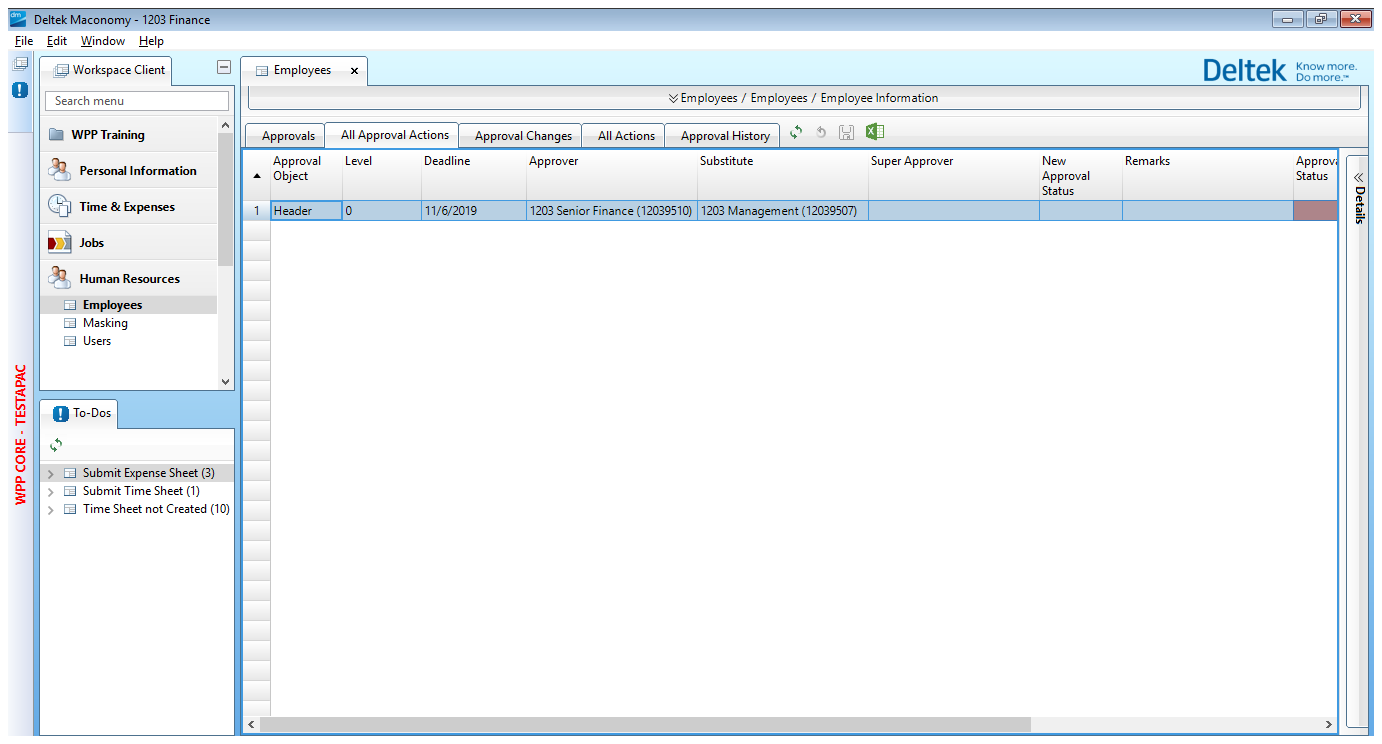 dm
Deltek Maconomy - 1203 Finance
File Edit Window Help
Workspace Client
Employees
Deltek Know more. Do more.™
Search menu
Employees / Employees / Employee Information
WPP Training
Personal Information
Time & Expenses
Jobs
Human Resources
Employees
Masking
Users
Approvals All Approval Actions Approval Changes All Actions Approval History
Approval Object Level Deadline Approver Substitute Super Approver New Approval Status Remarks Approva Status
1 Header 0 11/6/2019 1203 Senior Finance (12039510) 1203 Management (12039507)
Details
WPP CORE - TESTAPAC
To-Dos
Submit Expense Sheet (3)
Submit Time Sheet (1)
Time Sheet not Created (10)